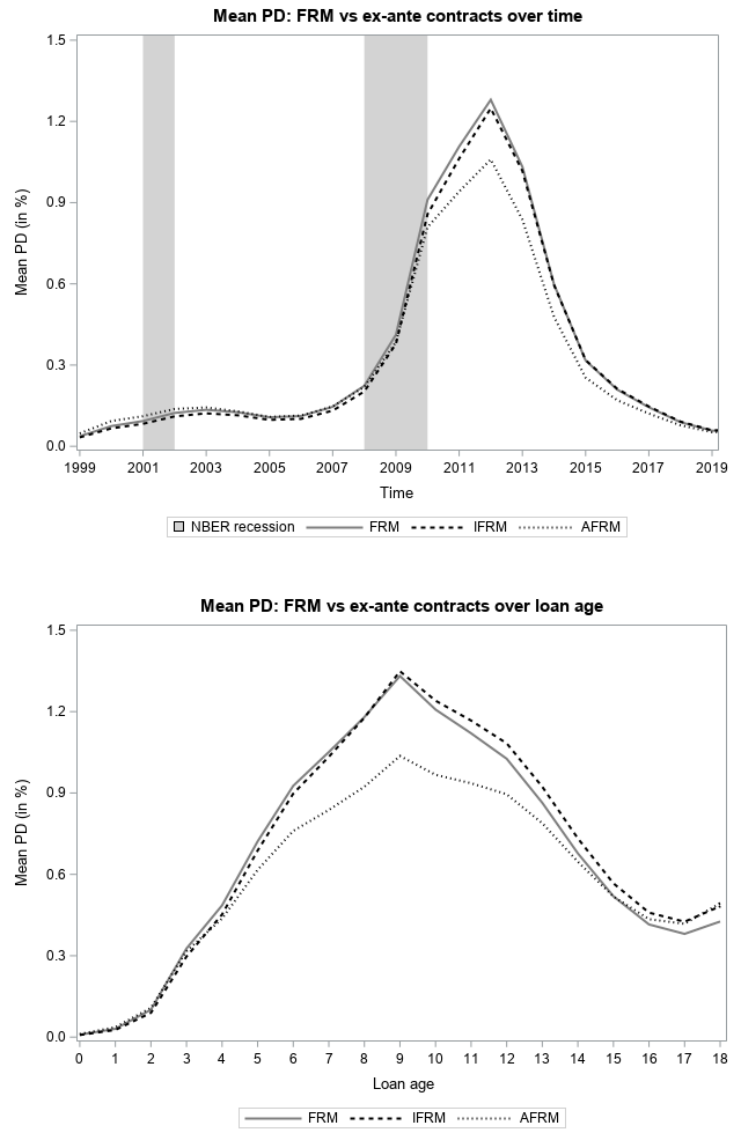 Mean PD: FRM vs ex-ante contracts over time
1.5
1.2
0.9
0.6
0.3
0.0
Mean PD (in %)
1999 2001 2003 2005 2007 2009 2011 2013 2015 2017 2019
Time
NBER recession FRM IFRM AFRM
Mean PD: FRM vs ex-ante contracts over loan age
1.5
1.2
0.9
0.6
0.3
0.0
Mean PD (in %)
0 1 2 3 4 5 6 7 8 9 10 11 12 13 14 15 16 17 18
Loan age
FRM IFRM AFRM